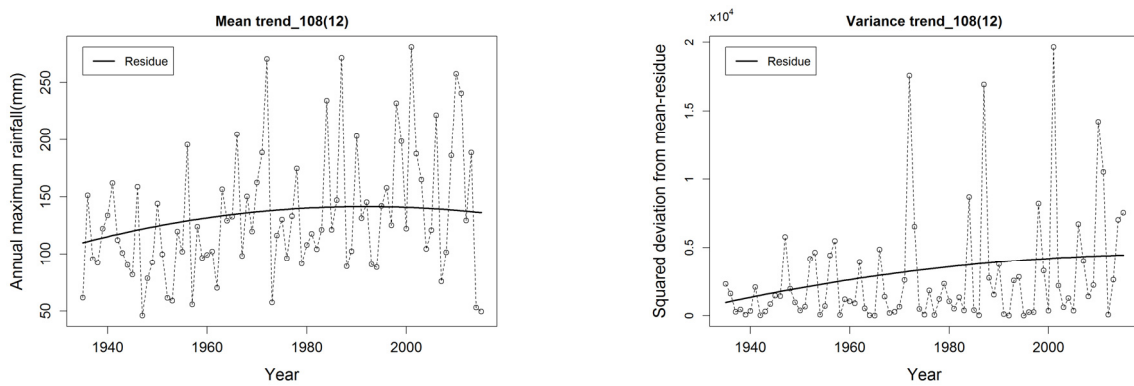 Mean trend_108(12)
Residue
Annual maximum rainfall(mm)
250
200
150
100
50
1940
1960
1980
2000
Year
Variance trend_108(12)
x10⁴
Residue
Squared deviation from mean-residue
2
1.5
1
0.5
0
1940
1960
1980
2000
Year